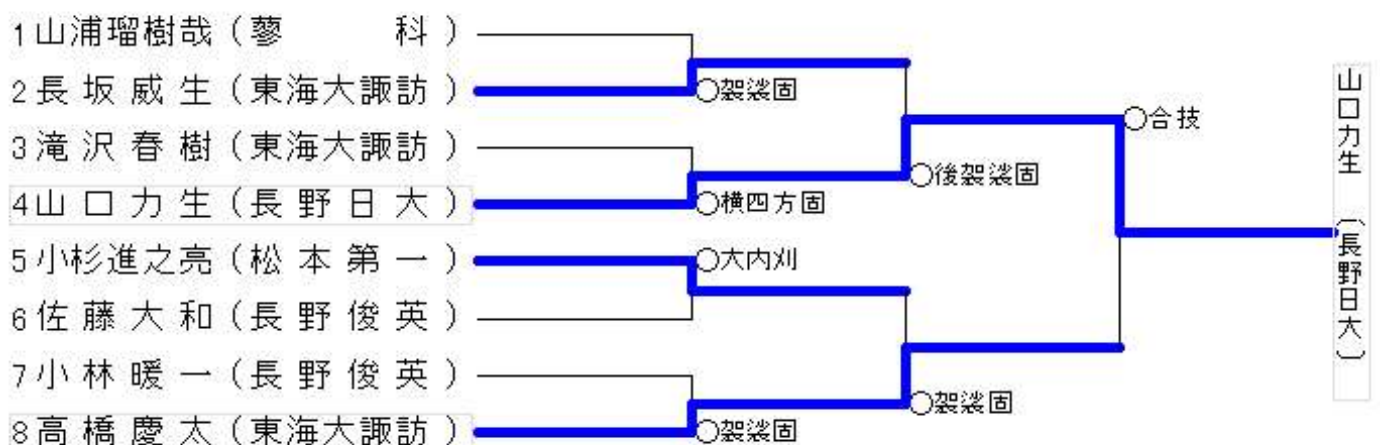 1 山浦瑠樹哉(蓼科)
2 長坂威生(東海大諏訪)
○袈裟固
3 滝沢春樹(東海大諏訪)
4 山口力生(長野日大)
○横四方固
○後袈裟固
5 小杉進之亮(松本第一)
○大内刈
6 佐藤大和(長野俊英)
7 小林暖一(長野俊英)
8 高橋慶太(東海大諏訪)
○袈裟固
○袈裟固
○合技
山口力生 (長野日大)